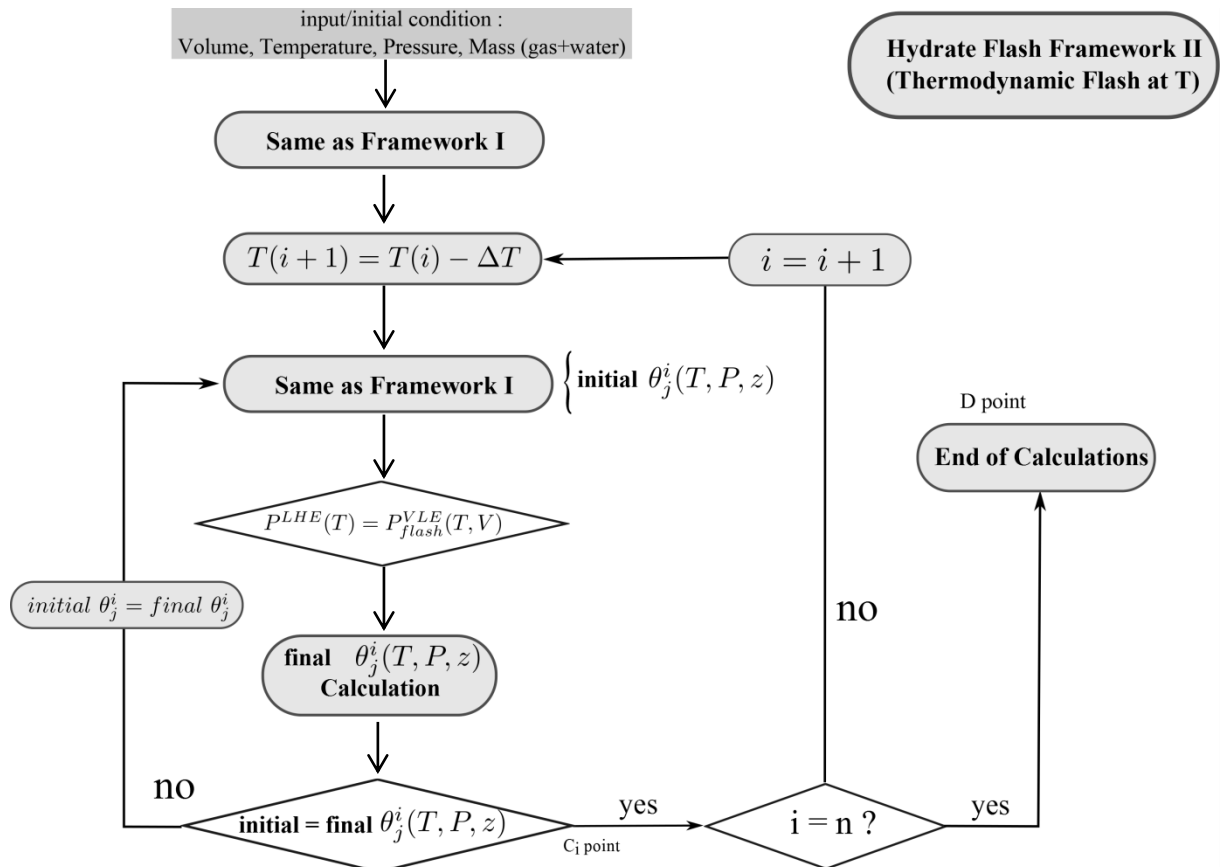 input/initial condition :
Volume, Temperature, Pressure, Mass (gas+water)
Hydrate Flash Framework II
(Thermodynamic Flash at T)
Same as Framework I
T(i + 1) = T(i) − ΔT
i = i + 1
Same as Framework I
{ initial θ_j^i(T, P, z)
D point
End of Calculations
P^{LHE}(T) = P_{flash}^{VLE}(T, V)
initial θ_j^i = final θ_j^i
no
final θ_j^i(T, P, z)
Calculation
no
initial = final θ_j^i(T, P, z)
yes
C_i point
i = n ?
yes